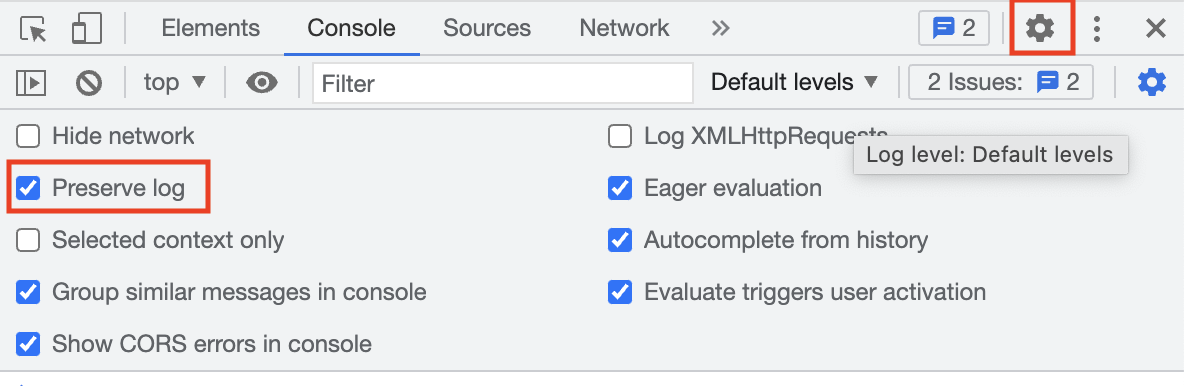 Elements Console Sources Network » 2
top Filter Default levels 2 Issues: 2
Hide network Log XMLHttpRequests
Log level: Default levels
Preserve log Eager evaluation
Selected context only Autocomplete from history
Group similar messages in console Evaluate triggers user activation
Show CORS errors in console